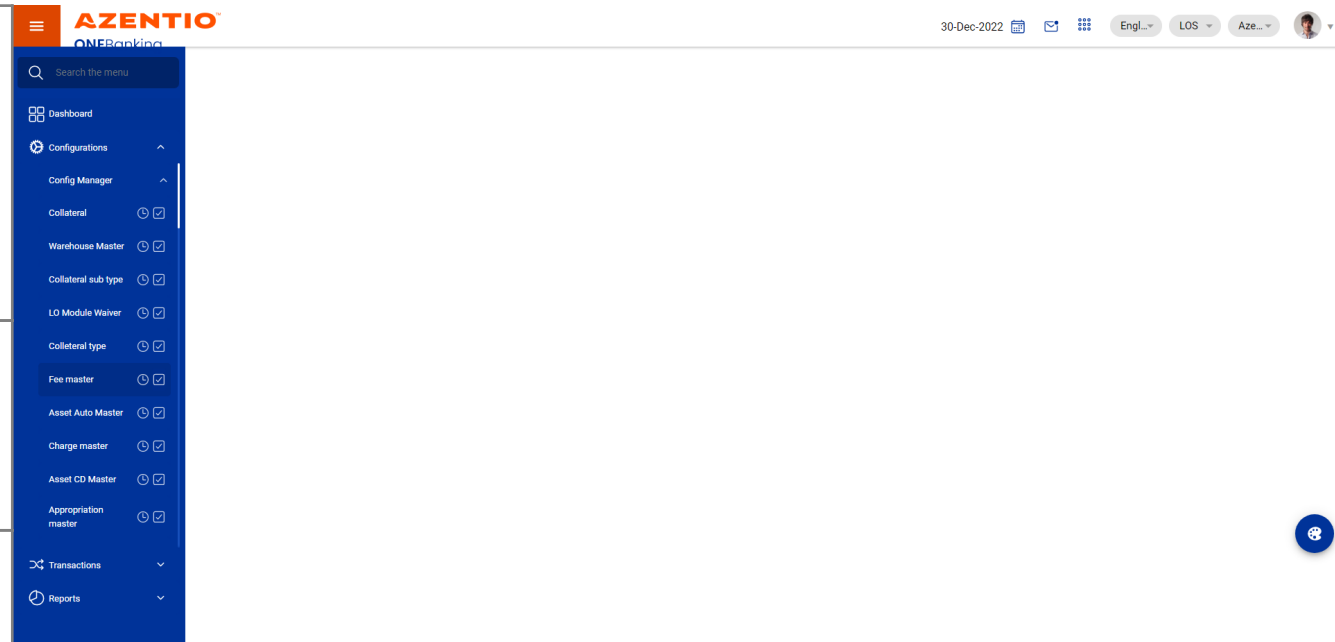 AZENTIO™
ONEBanking
30-Dec-2022
Engl...
LOS
Aze...
Search the menu
Dashboard
Configurations
Config Manager
Collateral
Warehouse Master
Collateral sub type
LO Module Waiver
Colleteral type
Fee master
Asset Auto Master
Charge master
Asset CD Master
Appropriation
master
Transactions
Reports